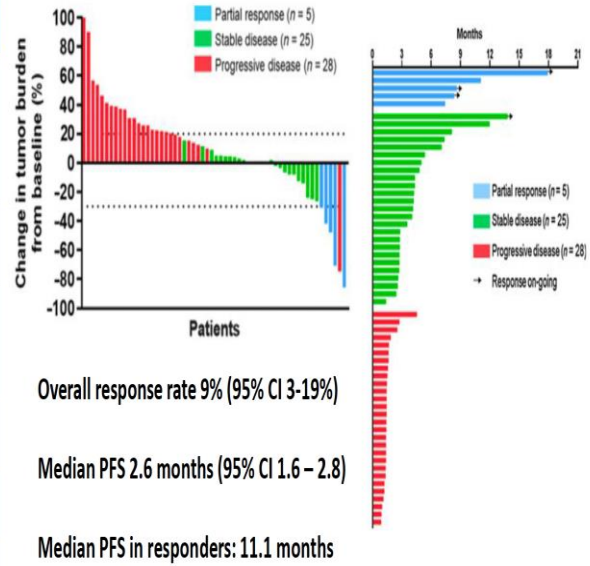 Change in tumor burden
from baseline (%)
100
80
60
40
20
0
-20
-40
-60
-80
-100
Partial response (n = 5)
Stable disease (n = 25)
Progressive disease (n = 28)
Patients
Months
0 3 6 9 12 15 18 21
Partial response (n = 5)
Stable disease (n = 25)
Progressive disease (n = 28)
Response on-going
Overall response rate 9% (95% CI 3-19%)
Median PFS 2.6 months (95% CI 1.6 – 2.8)
Median PFS in responders: 11.1 months